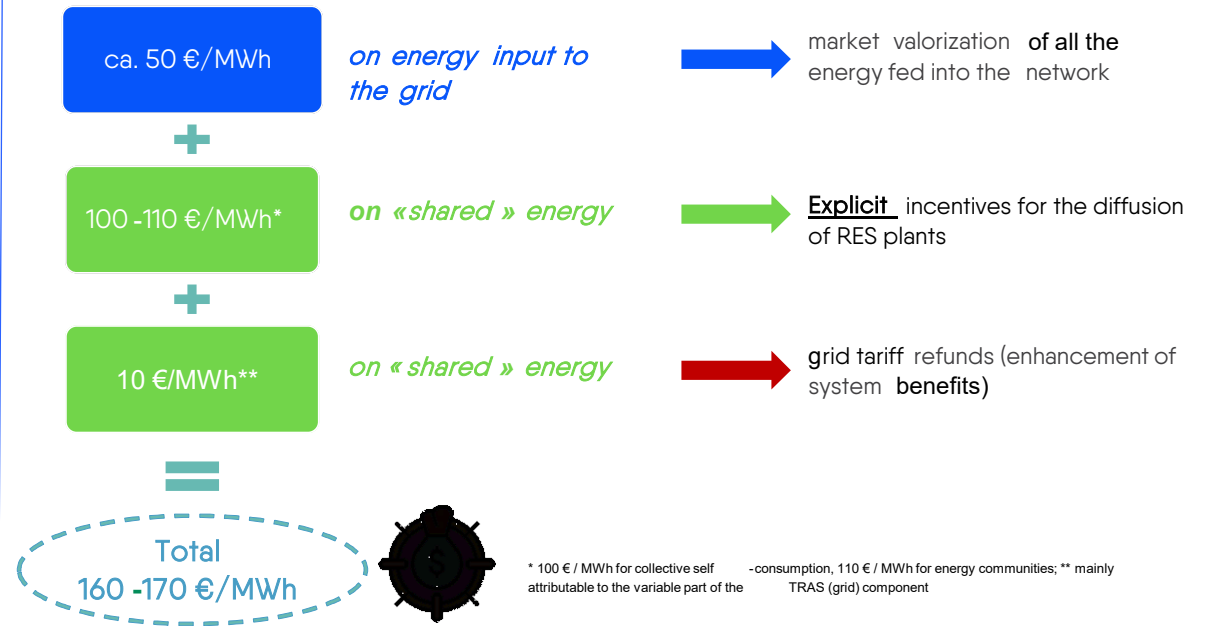 ca. 50 €/MWh
on energy input to
the grid
market valorization of all the
energy fed into the network
100-110 €/MWh*
on «shared » energy
Explicit incentives for the diffusion
of RES plants
10 €/MWh**
on « shared » energy
grid tariff refunds (enhancement of
system benefits)
Total
160 -170 €/MWh
$
* 100 € / MWh for collective self -consumption, 110 € / MWh for energy communities; ** mainly
attributable to the variable part of the TRAS (grid) component